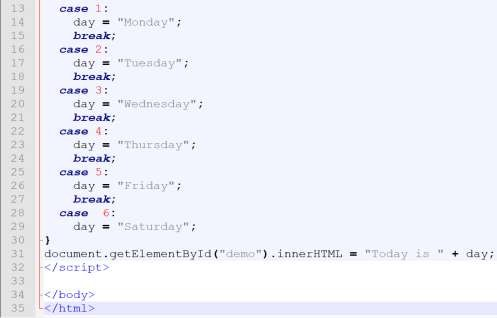 13 case 1:
14 day = "Monday";
15 break;
16 case 2:
17 day = "Tuesday";
18 break;
19 case 3:
20 day = "Wednesday";
21 break;
22 case 4:
23 day = "Thursday";
24 break;
25 case 5:
26 day = "Friday";
27 break;
28 case  6:
29 day = "Saturday";
30 }
31 document.getElementById("demo").innerHTML = "Today is " + day;
32 </script>
33
34 </body>
35 </html>